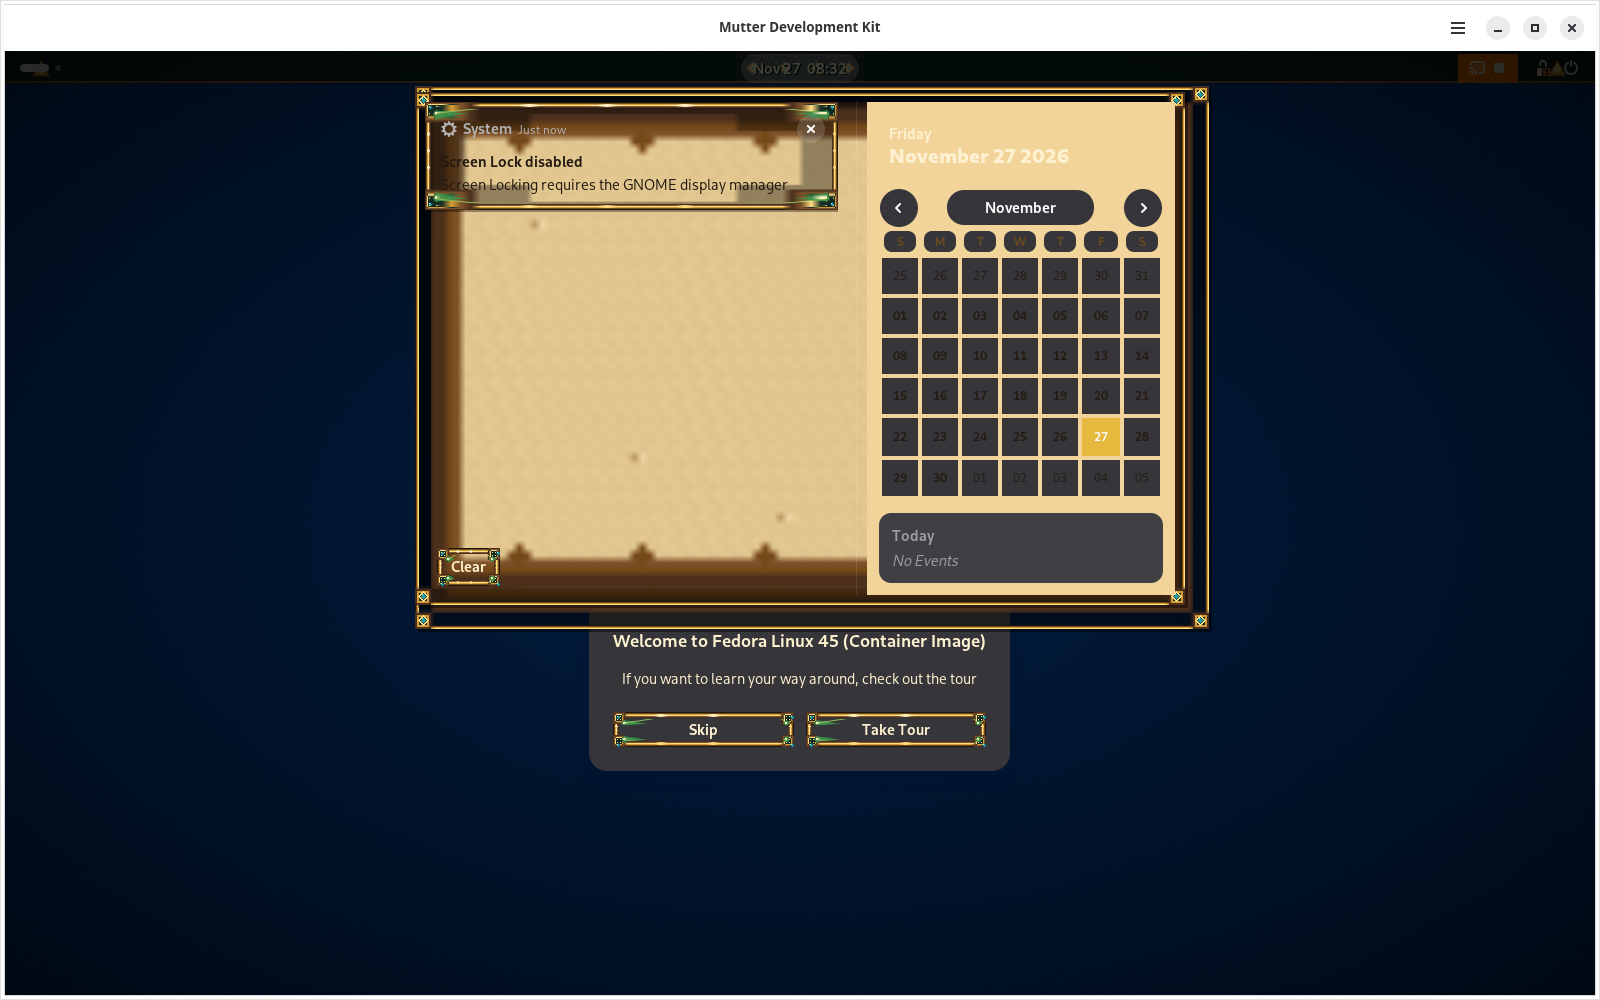 Mutter Development Kit
Nov 27 08:32
System Just now
Screen Lock disabled
Screen Locking requires the GNOME display manager
Clear
Friday
November 27 2026
November
S M T W T F S
25 26 27 28 29 30 31
01 02 03 04 05 06 07
08 09 10 11 12 13 14
15 16 17 18 19 20 21
22 23 24 25 26 27 28
29 30 01 02 03 04 05
Today
No Events
Welcome to Fedora Linux 45 (Container Image)
If you want to learn your way around, check out the tour
Skip
Take Tour